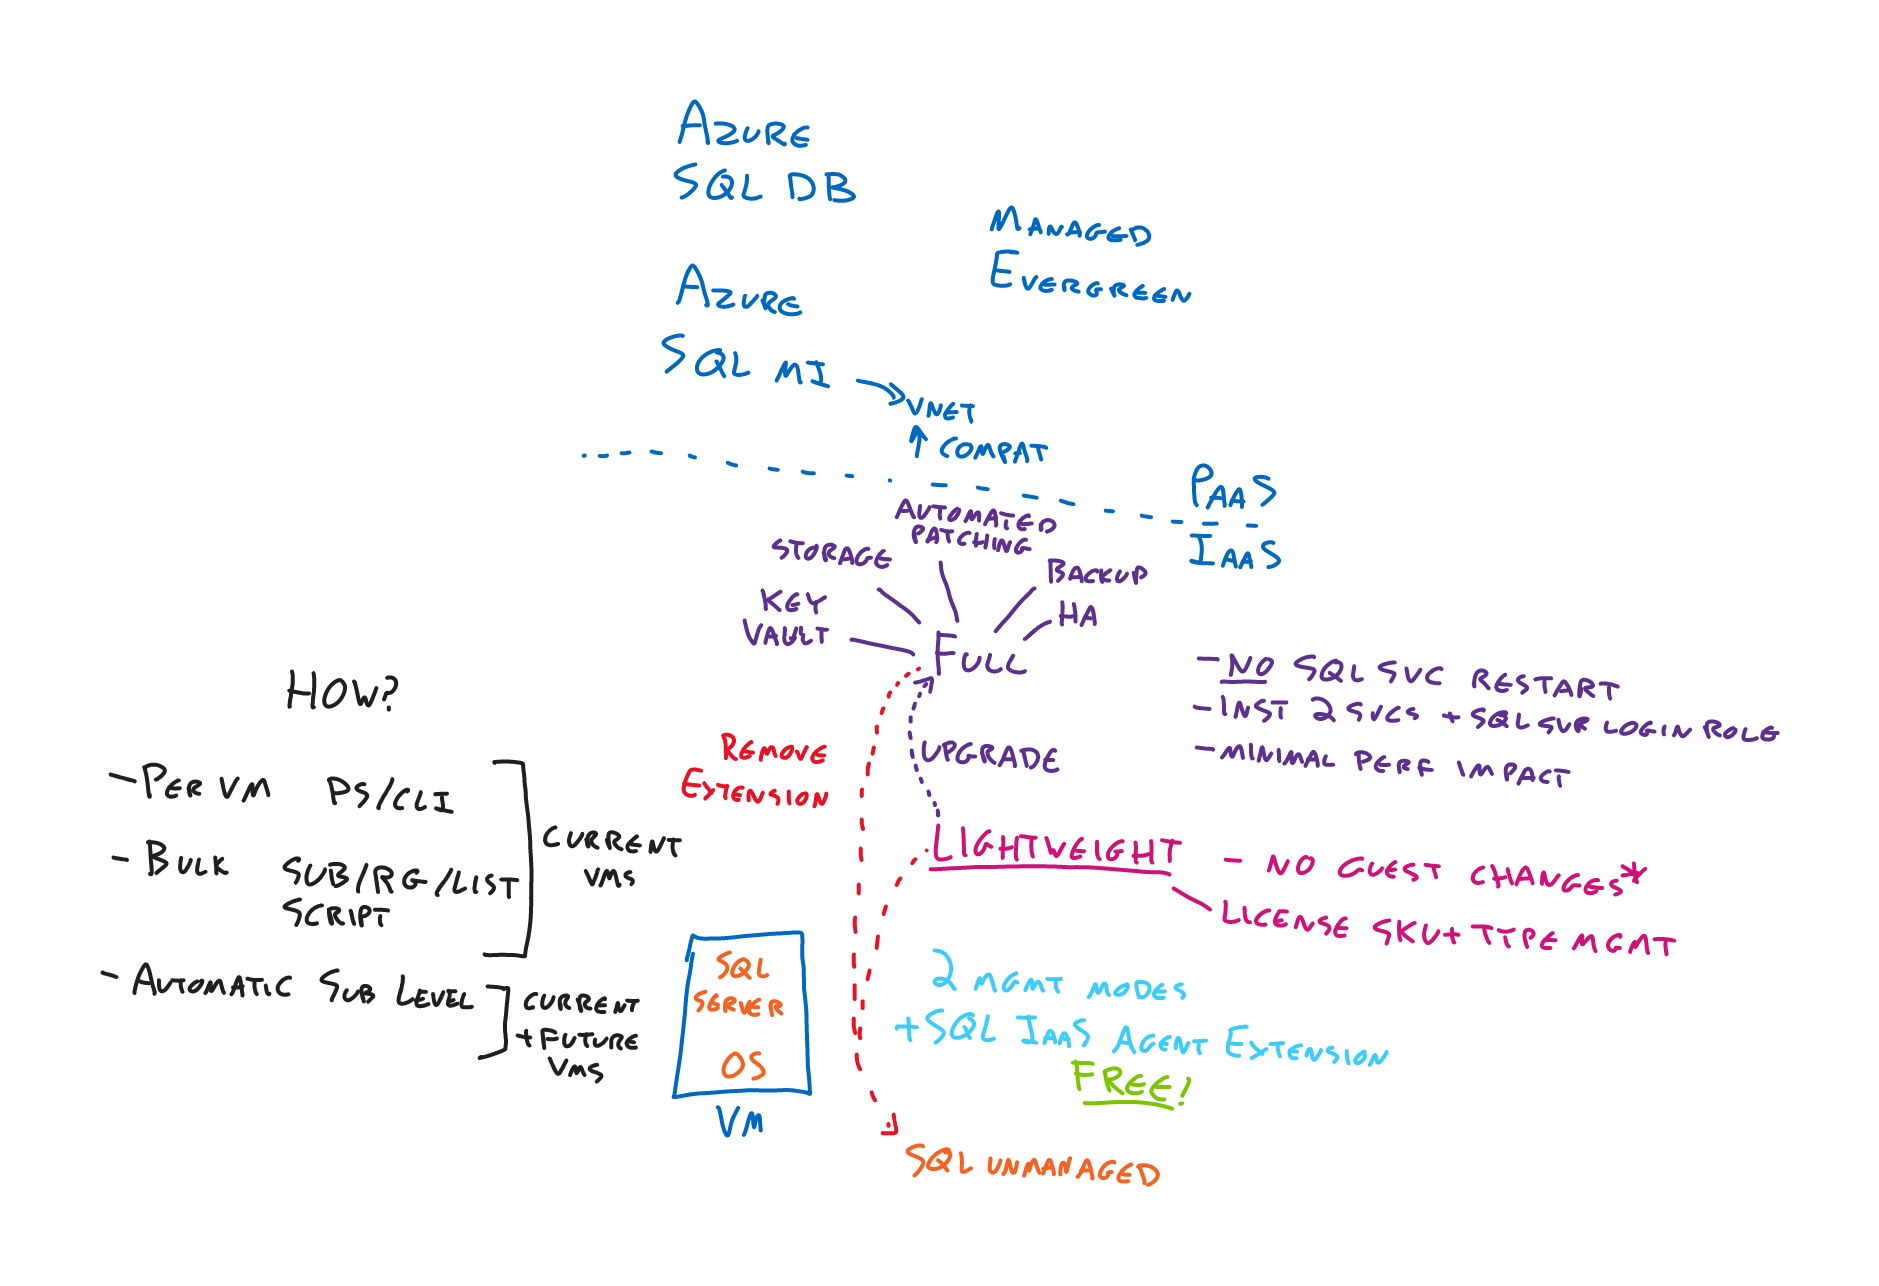 AZURE
SQL DB
MANAGED
EVERGREEN
AZURE
SQL MI
VNET
↑ COMPAT
PAAS
IAAS
AUTOMATED
PATCHING
STORAGE
BACKUP
KEY
VAULT
HA
FULL
- NO SQL SVC RESTART
- INST 2 SVCS + SQL SVR LOGIN ROLE
- MINIMAL PERF IMPACT
HOW?
REMOVE
EXTENSION
UPGRADE
- PER VM PS/CLI
- BULK SUB/RG/LIST
SCRIPT
CURRENT
VMS
LIGHTWEIGHT
- NO GUEST CHANGES*
LICENSE SKU + TYPE MGMT
- AUTOMATIC SUB LEVEL
CURRENT
+ FUTURE
VMS
SQL
SERVER
OS
VM
2 MGMT MODES
+ SQL IAAS AGENT EXTENSION
FREE!
SQL UNMANAGED